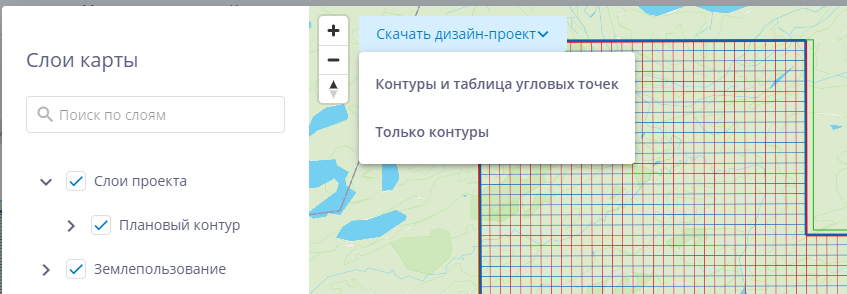 Слои карты
Поиск по слоям
Слои проекта
Плановый контур
Землепользование
Скачать дизайн-проект
Контуры и таблица угловых точек
Только контуры